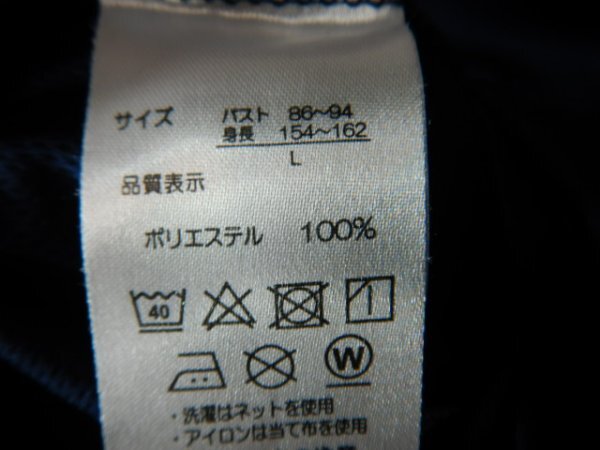 サイズ バスト 86～94
身長 154～162
L
品質表示
ポリエステル 100%
40
W
・洗濯はネットを使用
・アイロンは当て布を使用